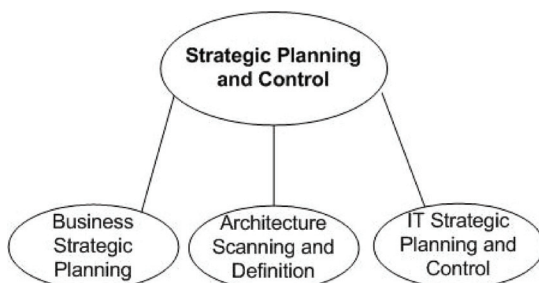 Strategic Planning
and Control
Business
Strategic
Planning
Architecture
Scanning and
Definition
IT Strategic
Planning and
Control